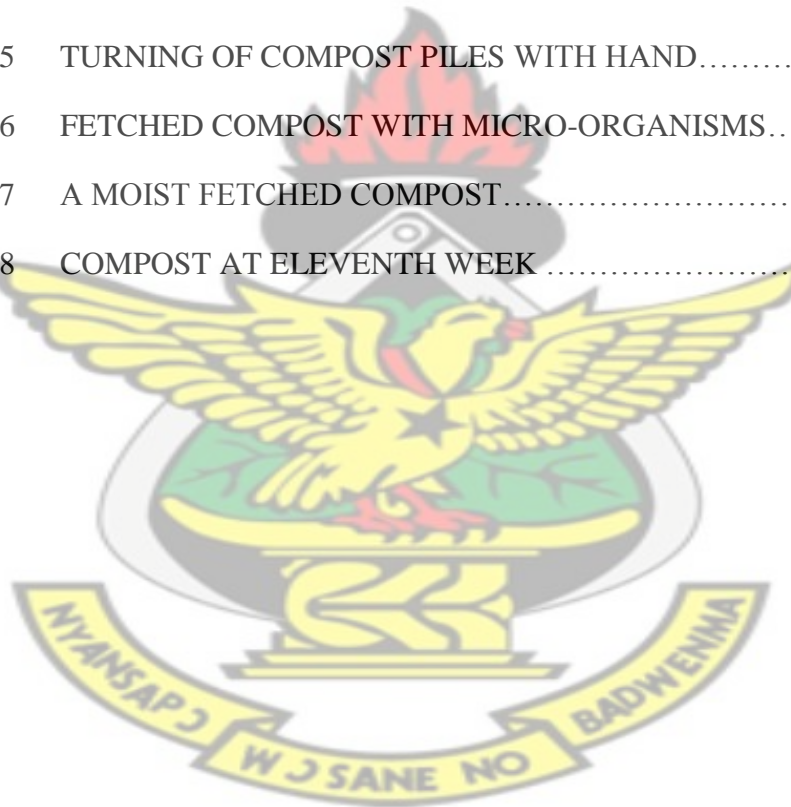 5 TURNING OF COMPOST PILES WITH HAND………
6 FETCHED COMPOST WITH MICRO-ORGANISMS..
7 A MOIST FETCHED COMPOST………………………
8 COMPOST AT ELEVENTH WEEK …………………..
NYANSAPƆ WƆSANE NO BADWENMA